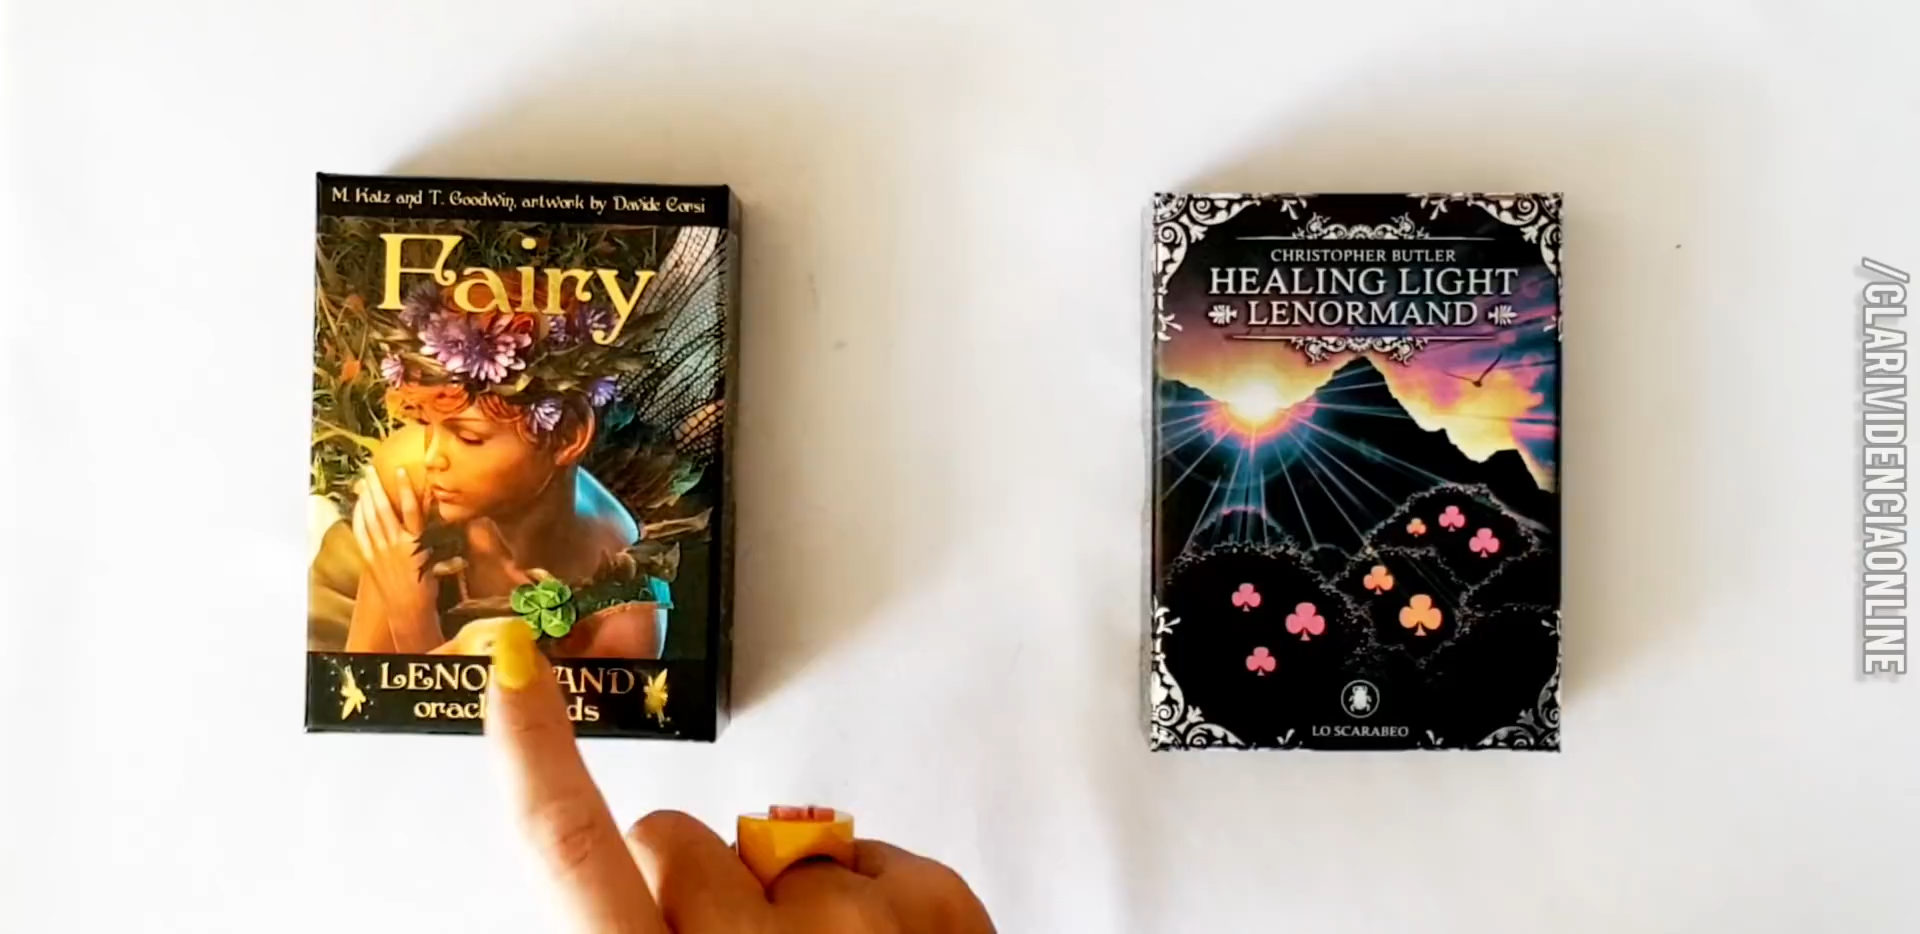 M. Katz and T. Goodwin, artwork by Davide Corsi
Fairy
CHRISTOPHER BUTLER
HEALING LIGHT
LENORMAND
LO SCARABEO
/CLARIVIDENCIAONLINE